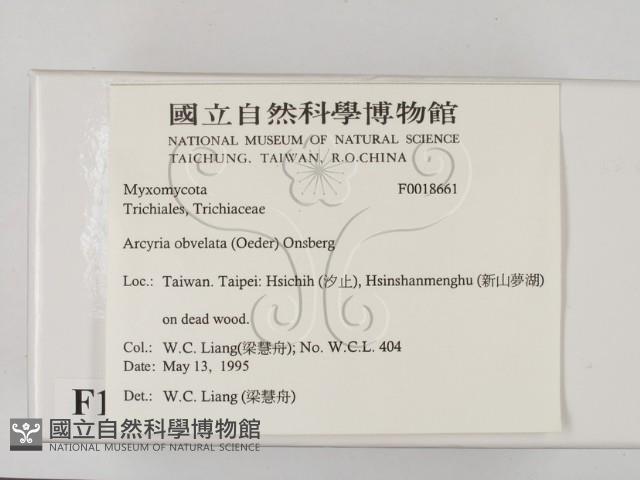 國立自然科學博物館
NATIONAL MUSEUM OF NATURAL SCIENCE
TAICHUNG, TAIWAN, R.O.CHINA
Myxomycota F0018661
Trichiales, Trichiaceae
Arcyria obvelata (Oeder) Onsberg
Loc.: Taiwan. Taipei: Hsichih (汐止), Hsinshanmenghu (新山夢湖)
on dead wood.
Col.: W.C. Liang(梁慧舟); No. W.C.L. 404
Date: May 13, 1995
Det.: W.C. Liang (梁慧舟)
F1
國立自然科學博物館
NATIONAL MUSEUM OF NATURAL SCIENCE